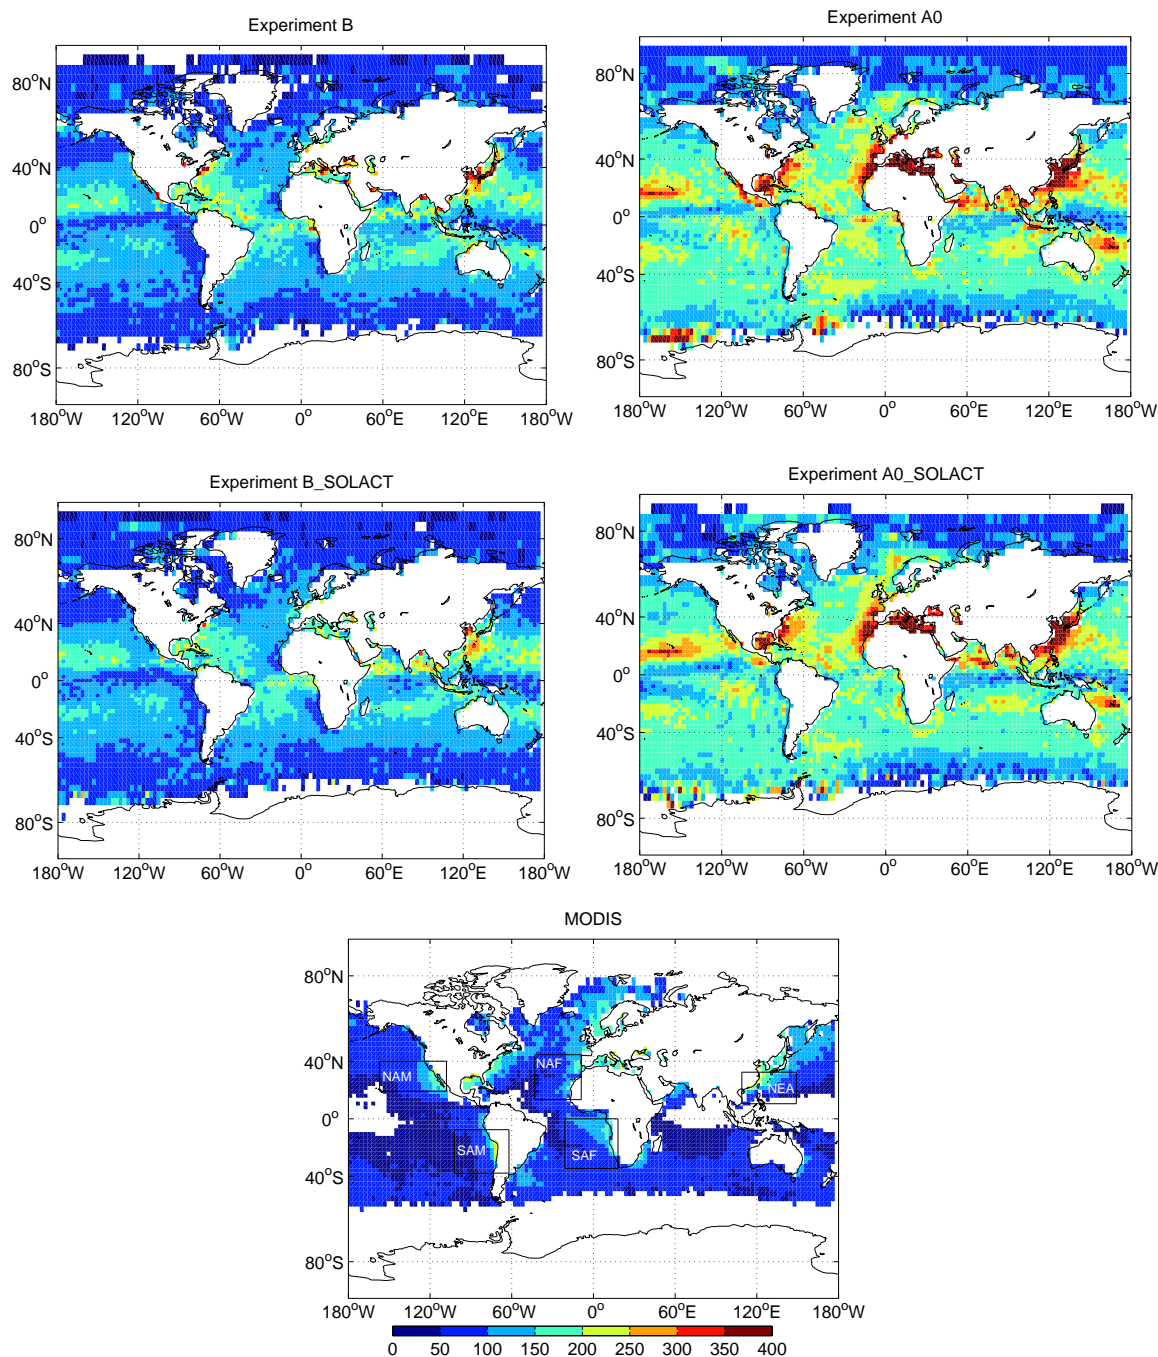 Experiment B
80°N
40°N
0°
40°S
80°S
180°W 120°W 60°W 0° 60°E 120°E 180°W
Experiment A0
80°N
40°N
0°
40°S
80°S
180°W 120°W 60°W 0° 60°E 120°E 180°W
Experiment B_SOLACT
80°N
40°N
0°
40°S
80°S
180°W 120°W 60°W 0° 60°E 120°E 180°W
Experiment A0_SOLACT
80°N
40°N
0°
40°S
80°S
180°W 120°W 60°W 0° 60°E 120°E 180°W
MODIS
80°N
40°N
0°
40°S
80°S
NAM
NAF
NEA
SAM
SAF
180°W 120°W 60°W 0° 60°E 120°E 180°W
0 50 100 150 200 250 300 350 400